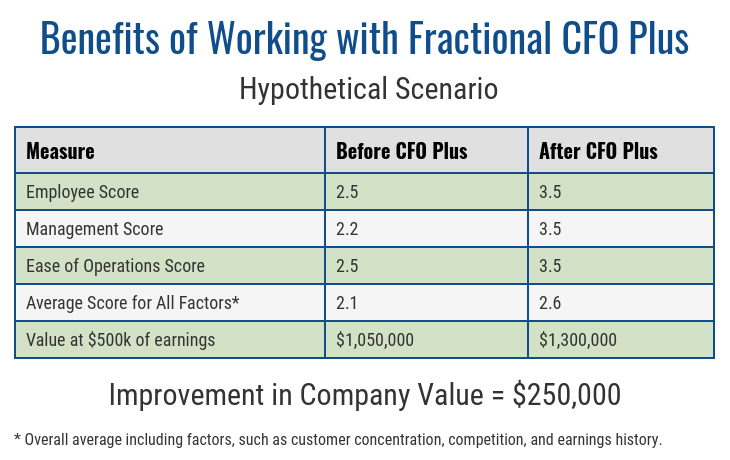 Benefits of Working with Fractional CFO Plus
Hypothetical Scenario
Measure Before CFO Plus After CFO Plus
Employee Score 2.5 3.5
Management Score 2.2 3.5
Ease of Operations Score 2.5 3.5
Average Score for All Factors* 2.1 2.6
Value at $500k of earnings $1,050,000 $1,300,000
Improvement in Company Value = $250,000
* Overall average including factors, such as customer concentration, competition, and earnings history.